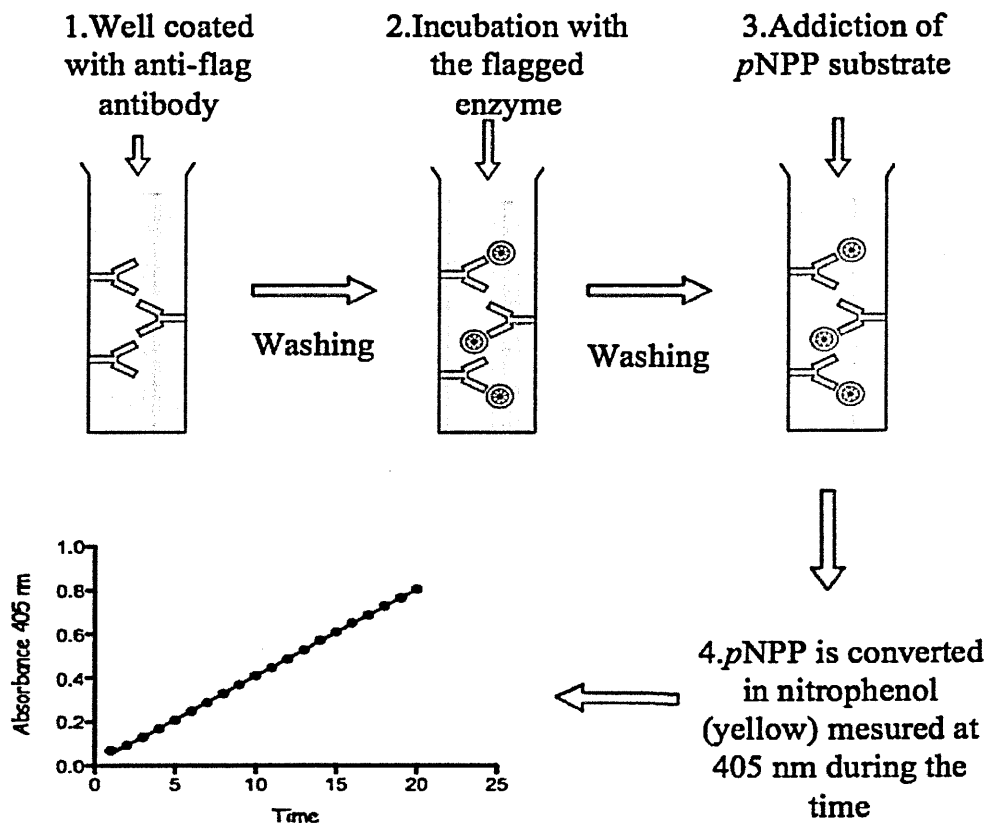 1.Well coated
with anti-flag
antibody
2.Incubation with
the flagged
enzyme
3.Addiction of
pNPP substrate
Washing
Washing
4.pNPP is converted
in nitrophenol
(yellow) mesured at
405 nm during the
time
Absorbance 405 nm
1.0
0.8
0.6
0.4
0.2
0.0
0 5 10 15 20 25
Time